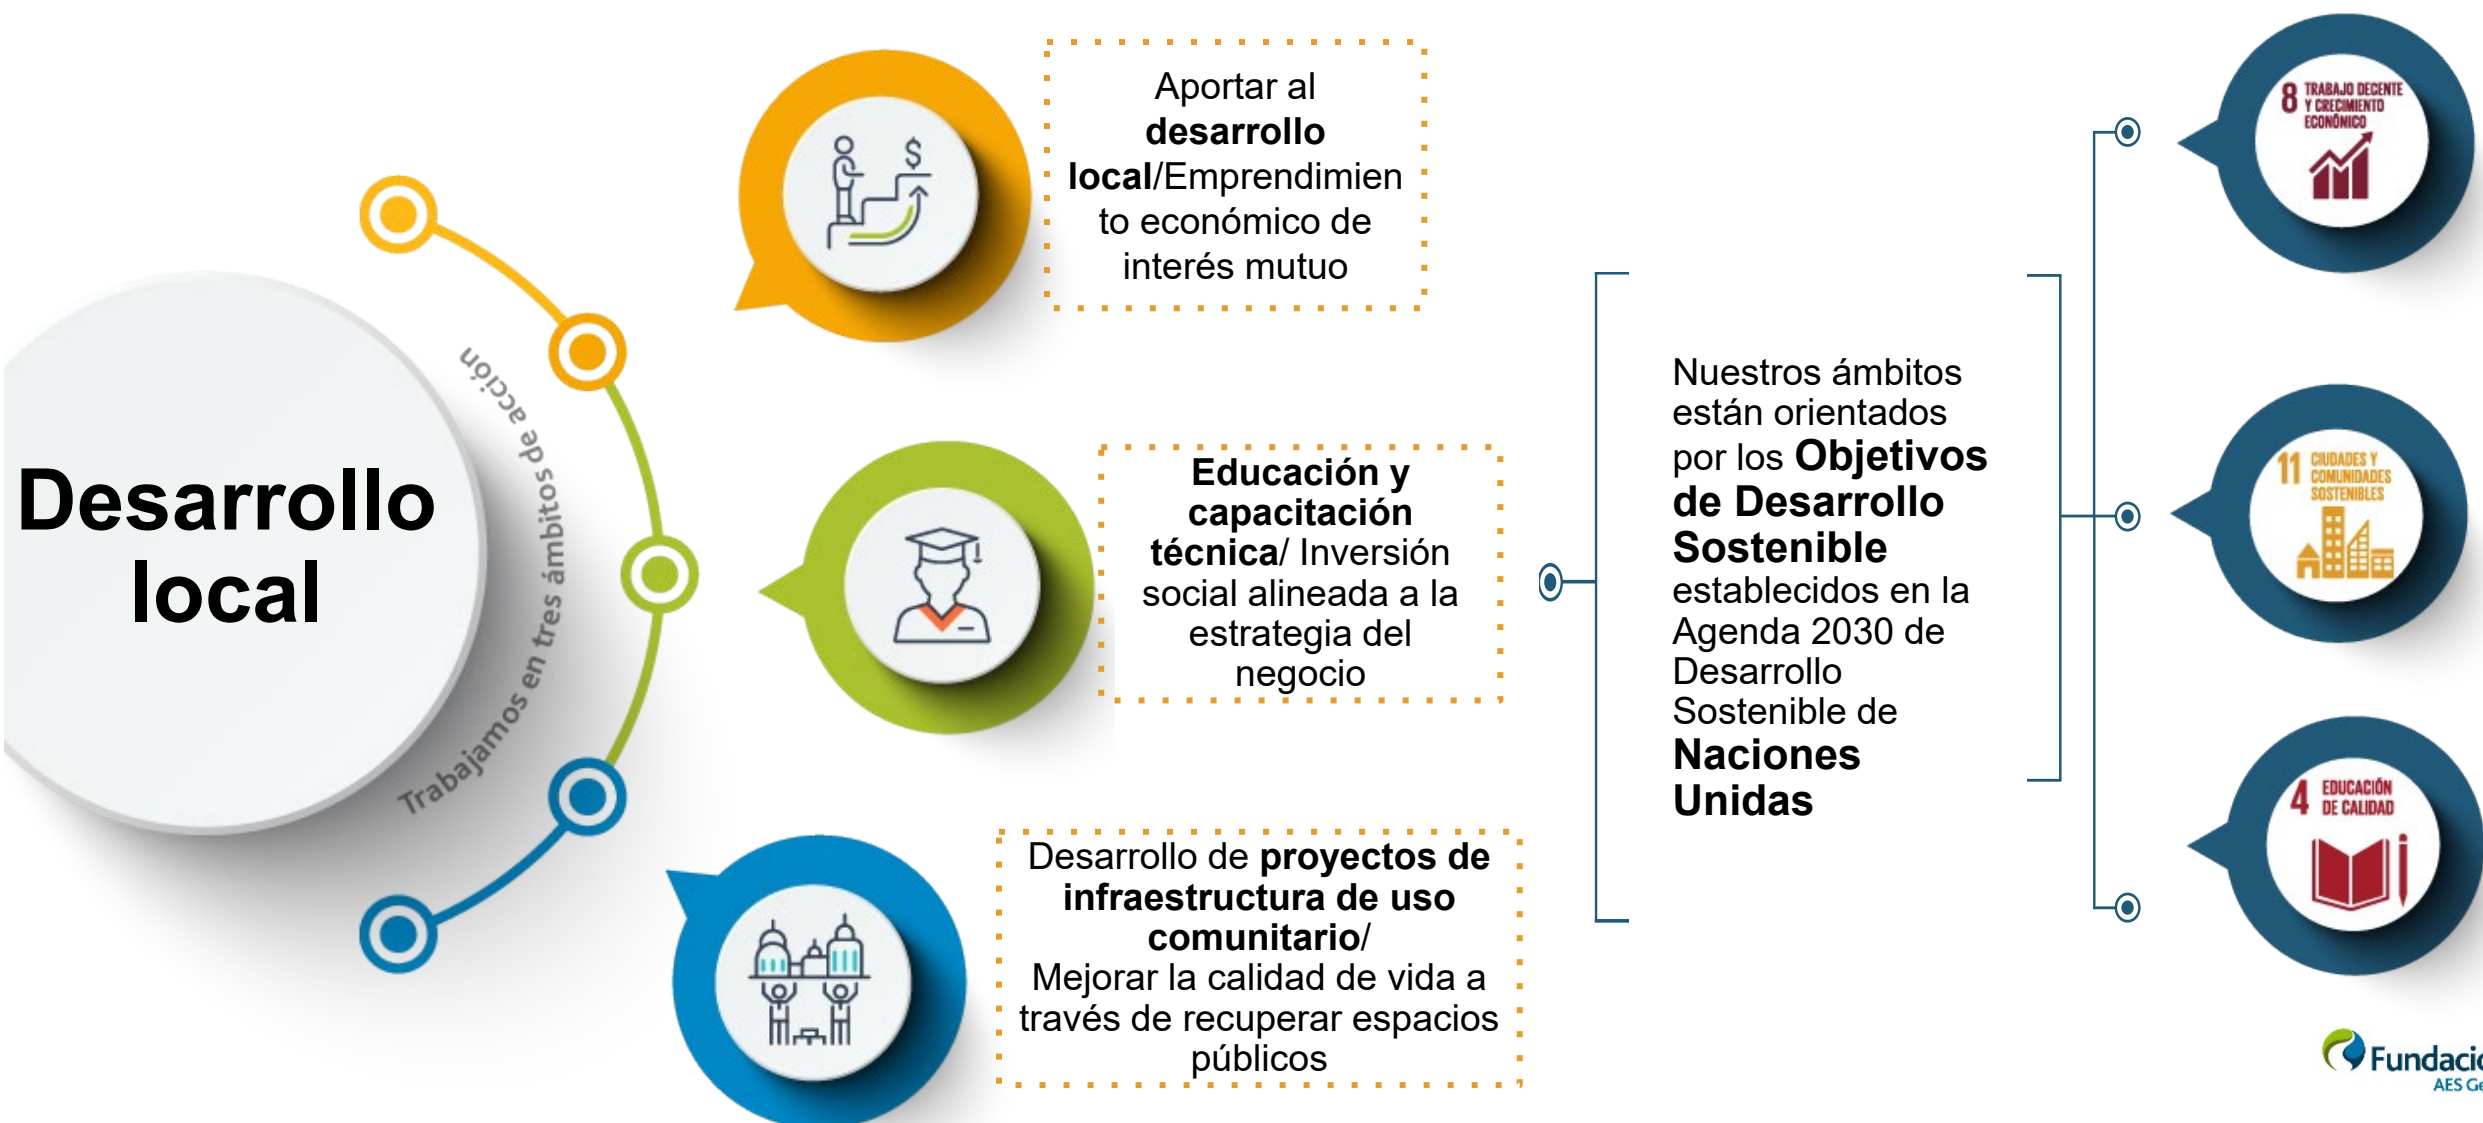 Desarrollo
local
Trabajamos en tres ámbitos de acción
$
Aportar al
desarrollo
local/Emprendimien
to económico de
interés mutuo
Educación y
capacitación
técnica/ Inversión
social alineada a la
estrategia del
negocio
Desarrollo de proyectos de
infraestructura de uso
comunitario/
Mejorar la calidad de vida a
través de recuperar espacios
públicos
Nuestros ámbitos
están orientados
por los Objetivos
de Desarrollo
Sostenible
establecidos en la
Agenda 2030 de
Desarrollo
Sostenible de
Naciones
Unidas
8 TRABAJO DECENTE
Y CRECIMIENTO
ECONÓMICO
11 CIUDADES Y
COMUNIDADES
SOSTENIBLES
4 EDUCACIÓN
DE CALIDAD
Fundacio
AES Ge